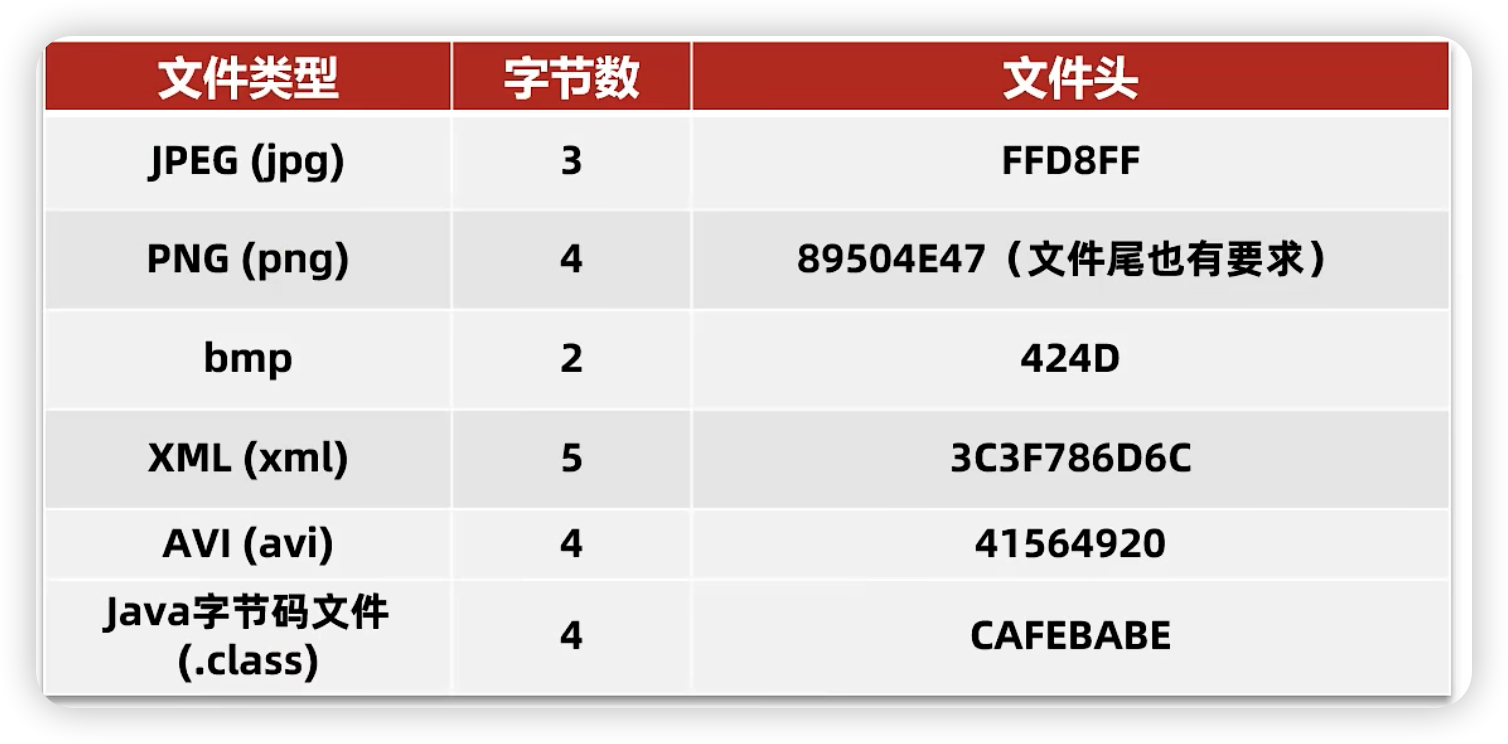 文件类型 字节数 文件头
JPEG (jpg) 3 FFD8FF
PNG (png) 4 89504E47（文件尾也有要求）
bmp 2 424D
XML (xml) 5 3C3F786D6C
AVI (avi) 4 41564920
Java字节码文件
(.class) 4 CAFEBABE